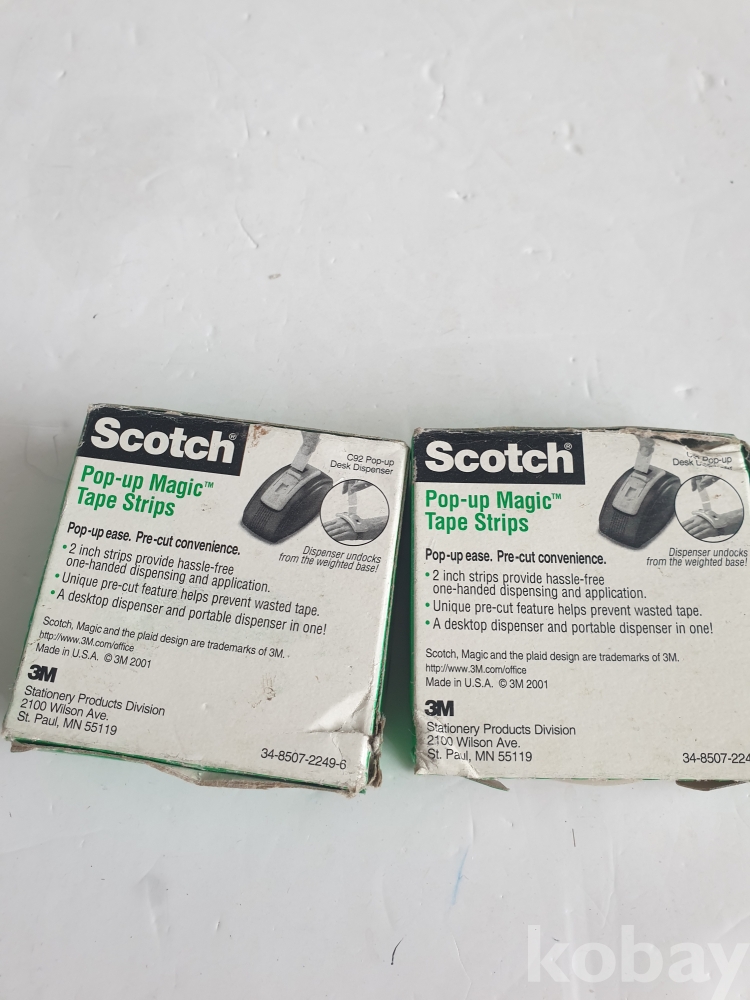 Scotch®
C92 Pop-up
Desk Dispenser
Pop-up Magic™
Tape Strips
Pop-up ease. Pre-cut convenience.
Dispenser undocks
from the weighted base!
• 2 inch strips provide hassle-free
one-handed dispensing and application.
• Unique pre-cut feature helps prevent wasted tape.
• A desktop dispenser and portable dispenser in one!
Scotch, Magic and the plaid design are trademarks of 3M.
http://www.3M.com/office
Made in U.S.A. © 3M 2001
3M
Stationery Products Division
2100 Wilson Ave.
St. Paul, MN 55119
34-8507-2249-6
Scotch®
Pop-up
Desk
Pop-up Magic™
Tape Strips
Pop-up ease. Pre-cut convenience.
Dispenser undocks
from the weighted base!
• 2 inch strips provide hassle-free
one-handed dispensing and application.
• Unique pre-cut feature helps prevent wasted tape.
• A desktop dispenser and portable dispenser in one!
Scotch, Magic and the plaid design are trademarks of 3M.
http://www.3M.com/office
Made in U.S.A. © 3M 2001
3M
Stationery Products Division
2100 Wilson Ave.
St. Paul, MN 55119
34-8507-224
kobay